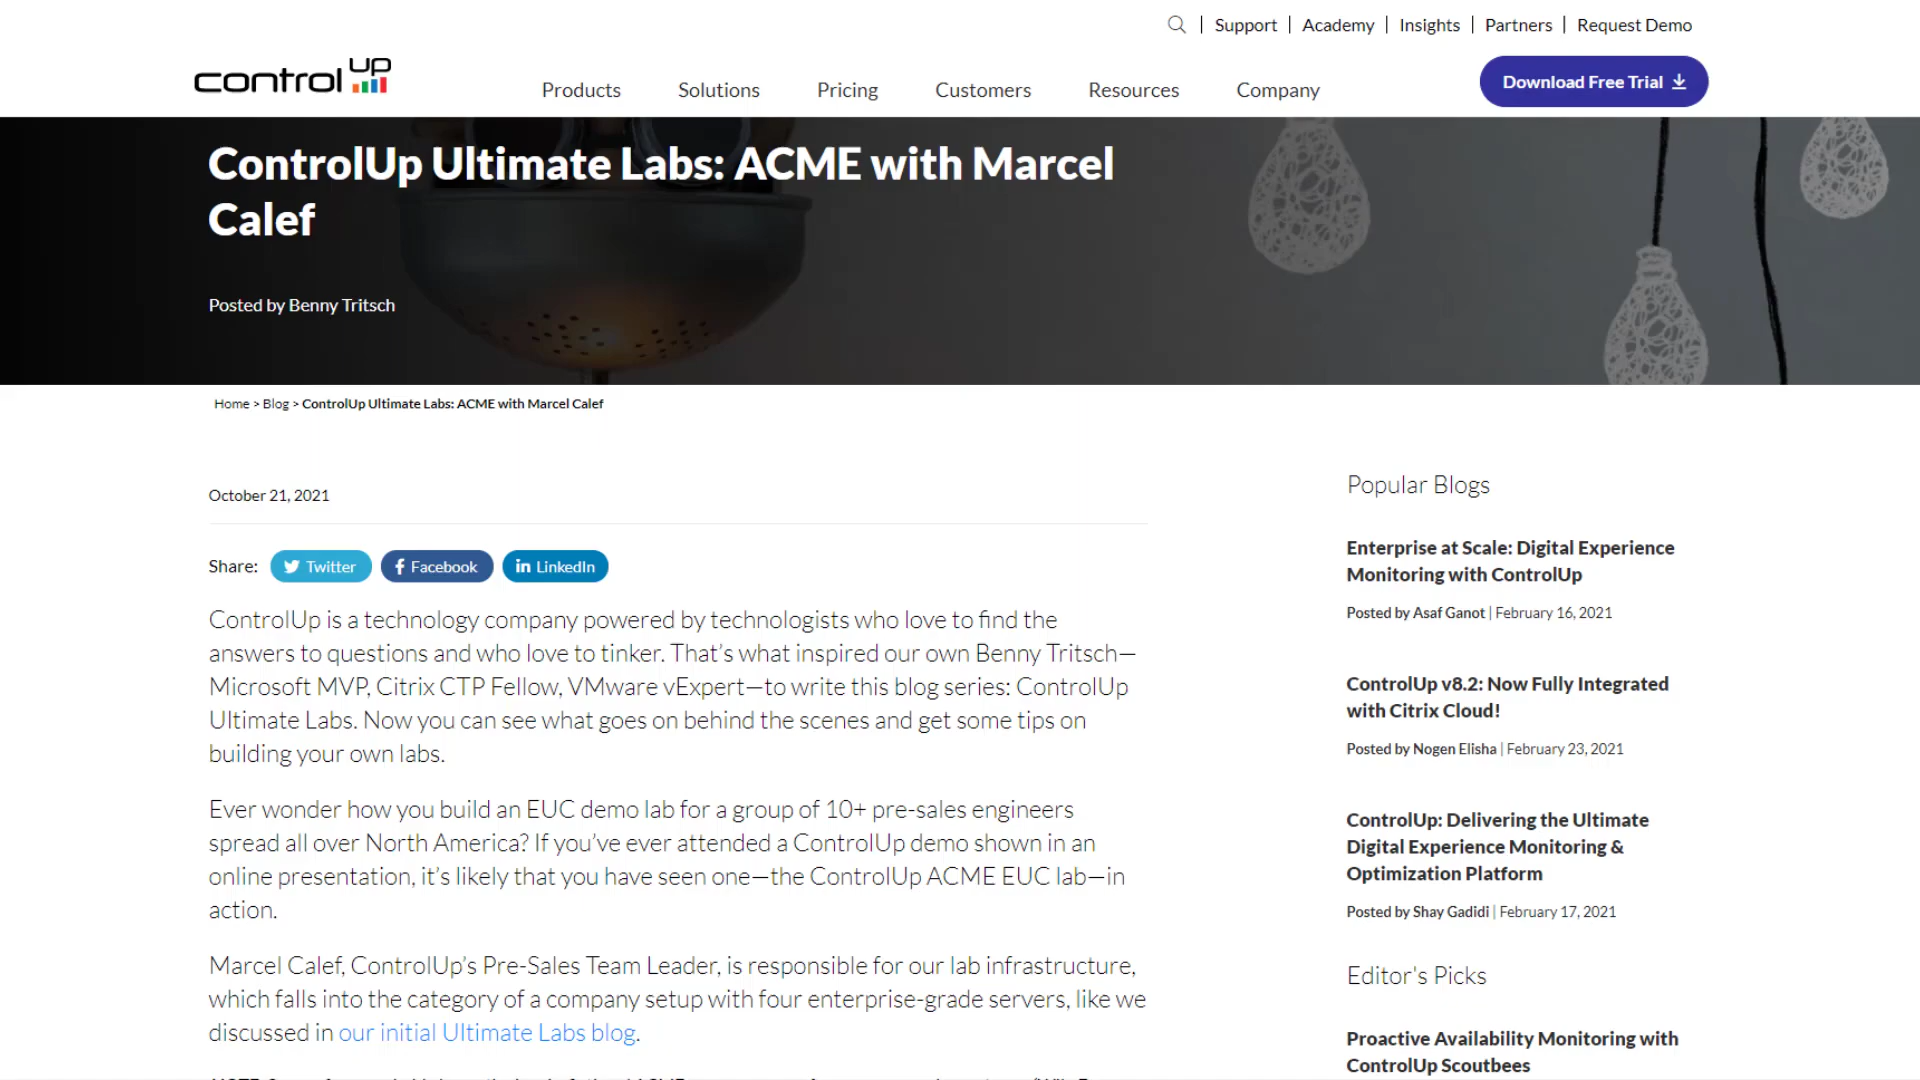 Support | Academy | Insights | Partners | Request Demo
control up
Products Solutions Pricing Customers Resources Company
Download Free Trial
ControlUp Ultimate Labs: ACME with Marcel
Calef
Posted by Benny Tritsch
Home > Blog > ControlUp Ultimate Labs: ACME with Marcel Calef
October 21, 2021
Share: Twitter Facebook LinkedIn
ControlUp is a technology company powered by technologists who love to find the
answers to questions and who love to tinker. That’s what inspired our own Benny Tritsch—
Microsoft MVP, Citrix CTP Fellow, VMware vExpert—to write this blog series: ControlUp
Ultimate Labs. Now you can see what goes on behind the scenes and get some tips on
building your own labs.
Ever wonder how you build an EUC demo lab for a group of 10+ pre-sales engineers
spread all over North America? If you’ve ever attended a ControlUp demo shown in an
online presentation, it’s likely that you have seen one—the ControlUp ACME EUC lab—in
action.
Marcel Calef, ControlUp’s Pre-Sales Team Leader, is responsible for our lab infrastructure,
which falls into the category of a company setup with four enterprise-grade servers, like we
discussed in our initial Ultimate Labs blog.
Popular Blogs
Enterprise at Scale: Digital Experience
Monitoring with ControlUp
Posted by Asaf Ganot | February 16, 2021
ControlUp v8.2: Now Fully Integrated
with Citrix Cloud!
Posted by Nogen Elisha | February 23, 2021
ControlUp: Delivering the Ultimate
Digital Experience Monitoring &
Optimization Platform
Posted by Shay Gadidi | February 17, 2021
Editor's Picks
Proactive Availability Monitoring with
ControlUp Scoutbees